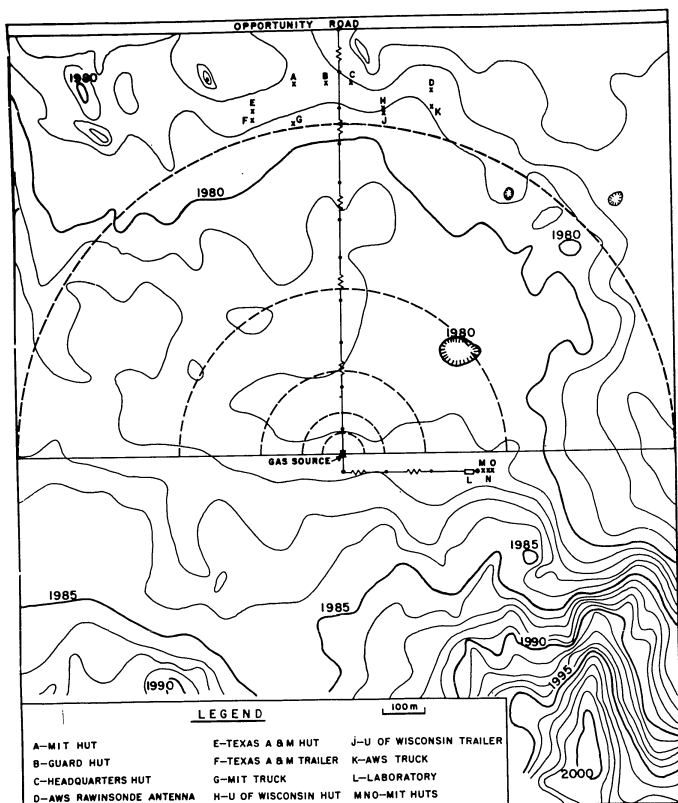 OPPORTUNITY ROAD
1980
A B C D
E H
F G J K
1980
1980
1980
GAS SOURCE
M O
L N
1985
1985
1985
1990
1995
1990
2000
LEGEND
100 m
A—MIT HUT
B—GUARD HUT
C—HEADQUARTERS HUT
D—AWS RAWINSONDE ANTENNA
E—TEXAS A & M HUT
F—TEXAS A & M TRAILER
G—MIT TRUCK
H—U OF WISCONSIN HUT
J—U OF WISCONSIN TRAILER
K—AWS TRUCK
L—LABORATORY
MNO—MIT HUTS